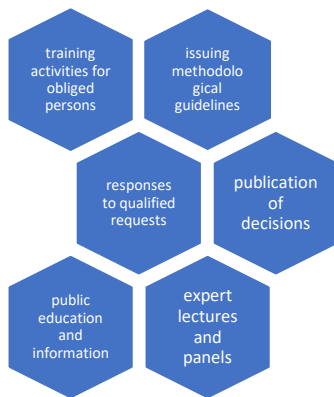 training
activities for
obliged
persons
issuing
methodolo
gical
guidelines
responses
to qualified
requests
publication
of
decisions
public
education
and
information
expert
lectures
and
panels